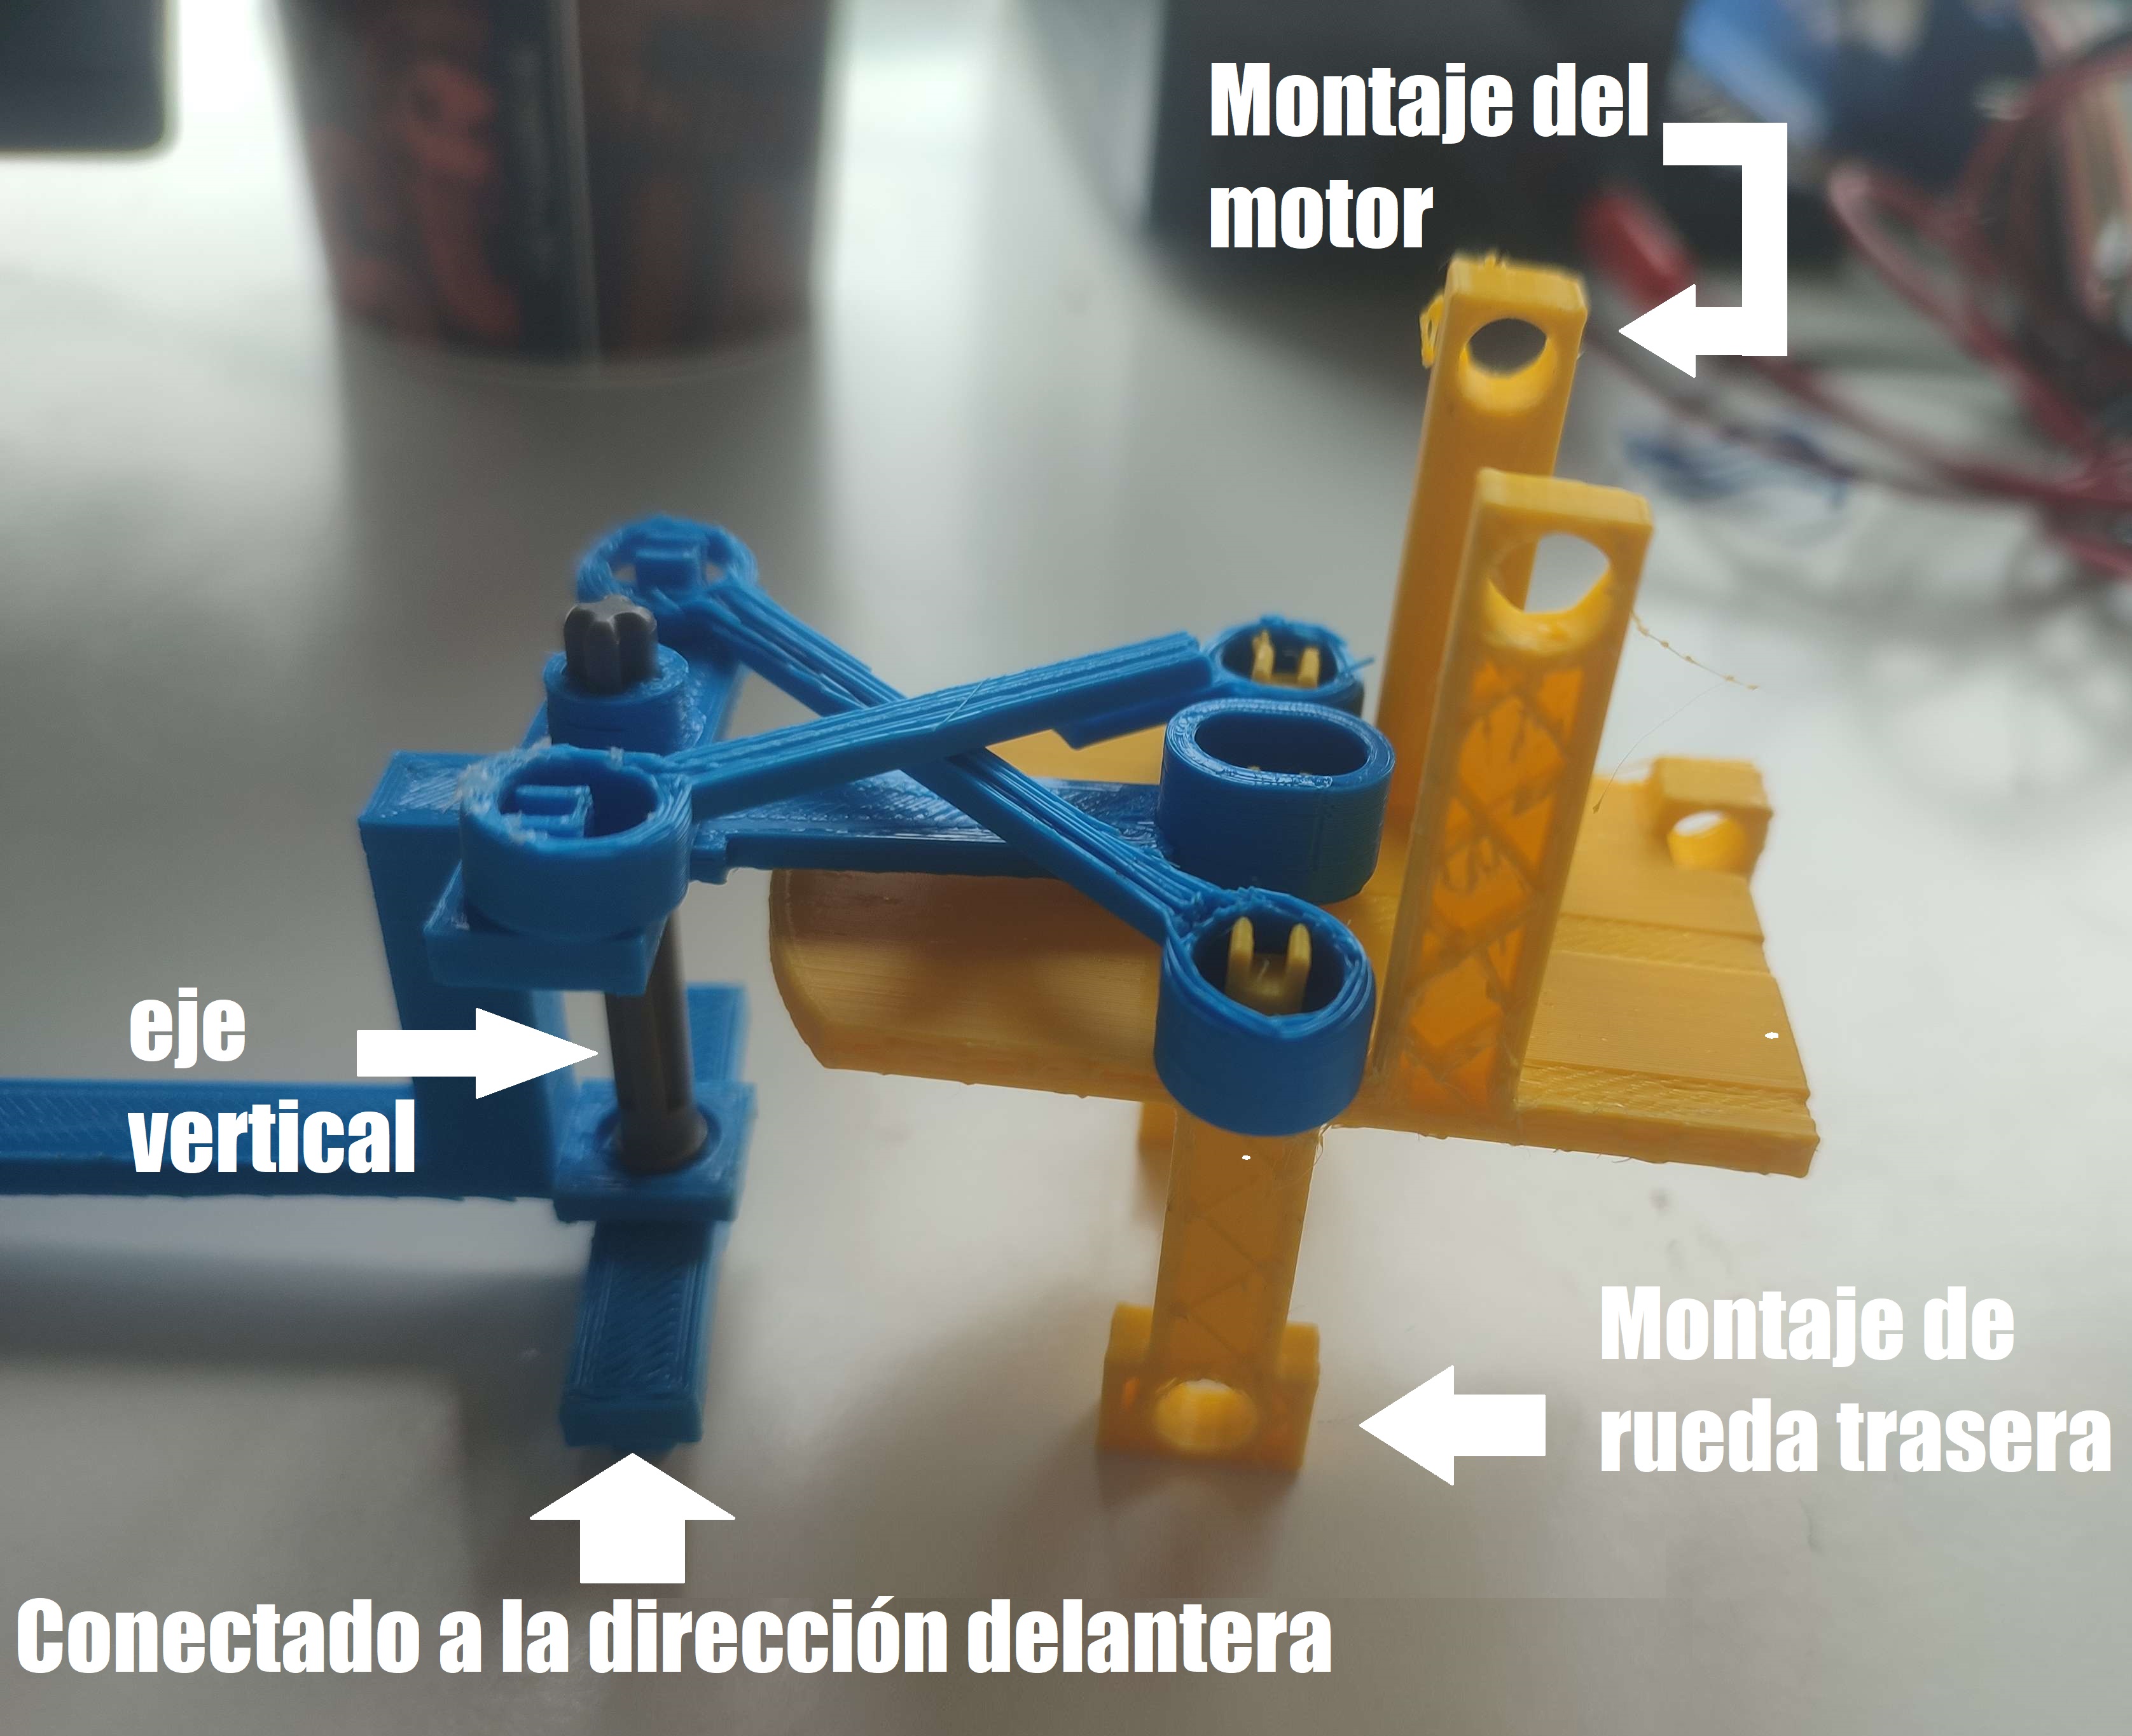 Montaje del
motor
eje
vertical
Montaje de
rueda trasera
Conectado a la dirección delantera